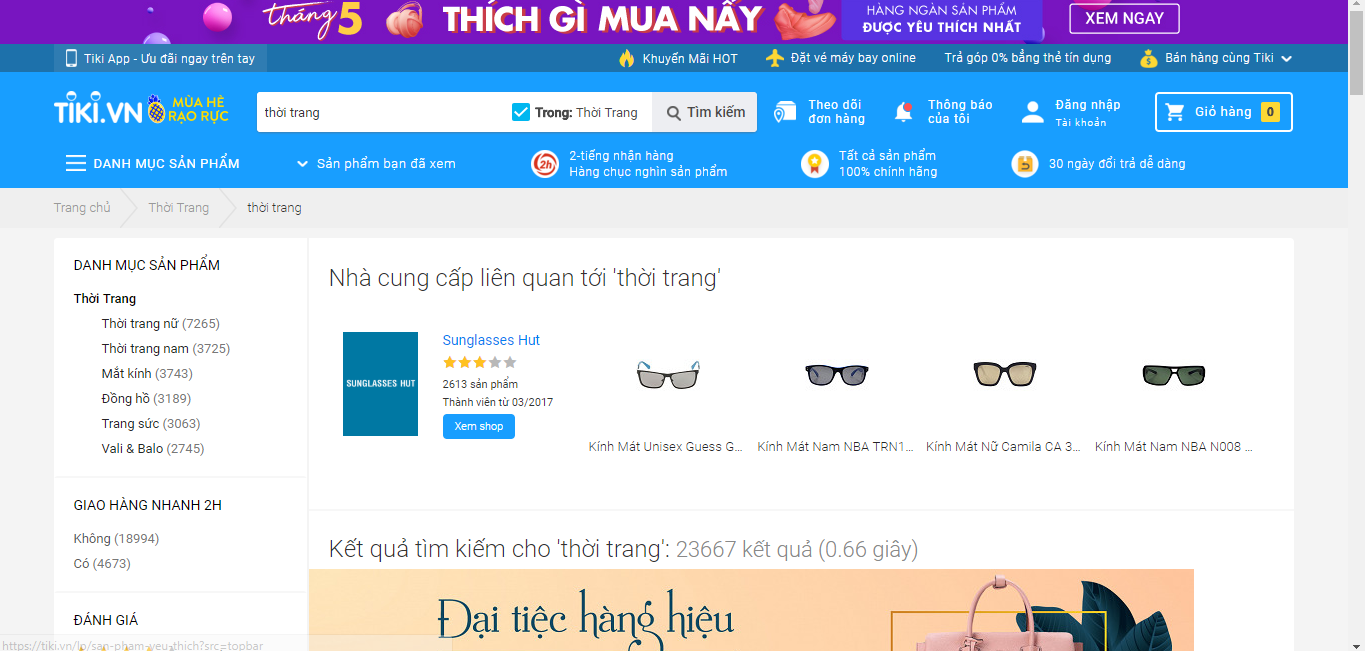 tháng 5
THÍCH GÌ MUA NẤY
HÀNG NGÀN SẢN PHẨM
ĐƯỢC YÊU THÍCH NHẤT
XEM NGAY
Tiki App - Ưu đãi ngay trên tay
Khuyến Mãi HOT
Đặt vé máy bay online
Trả góp 0% bằng thẻ tín dụng
Bán hàng cùng Tiki
TIKI.VN
MÙA HÈ
RẠO RỰC
thời trang
Trong: Thời Trang
Tìm kiếm
Theo dõi
đơn hàng
Thông báo
của tôi
Đăng nhập
Tài khoản
Giỏ hàng 0
DANH MỤC SẢN PHẨM
Sản phẩm bạn đã xem
2h
2-tiếng nhận hàng
Hàng chục nghìn sản phẩm
Tất cả sản phẩm
100% chính hãng
30 ngày đổi trả dễ dàng
Trang chủ
Thời Trang
thời trang
DANH MỤC SẢN PHẨM
Thời Trang
Thời trang nữ (7265)
Thời trang nam (3725)
Mắt kính (3743)
Đồng hồ (3189)
Trang sức (3063)
Vali & Balo (2745)
GIAO HÀNG NHANH 2H
Không (18994)
Có (4673)
ĐÁNH GIÁ
Nhà cung cấp liên quan tới 'thời trang'
SUNGLASSES HUT
Sunglasses Hut
2613 sản phẩm
Thành viên từ 03/2017
Xem shop
Kính Mát Unisex Guess G...
Kính Mát Nam NBA TRN1...
Kính Mát Nữ Camila CA 3...
Kính Mát Nam NBA N008 ...
Kết quả tìm kiếm cho 'thời trang': 23667 kết quả (0.66 giây)
Đại tiệc hàng hiệu
https://tiki.vn/lp/san-pham-yeu-thich?src=topbar